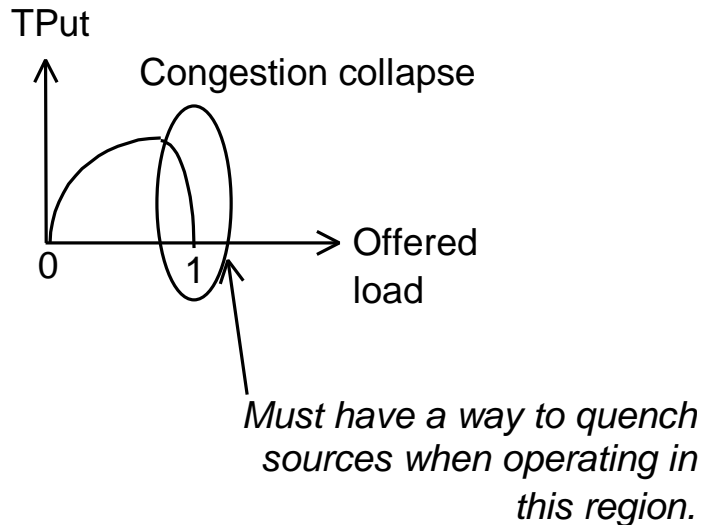 TPut
Congestion collapse
Offered
load
0
1
Must have a way to quench
sources when operating in
this region.